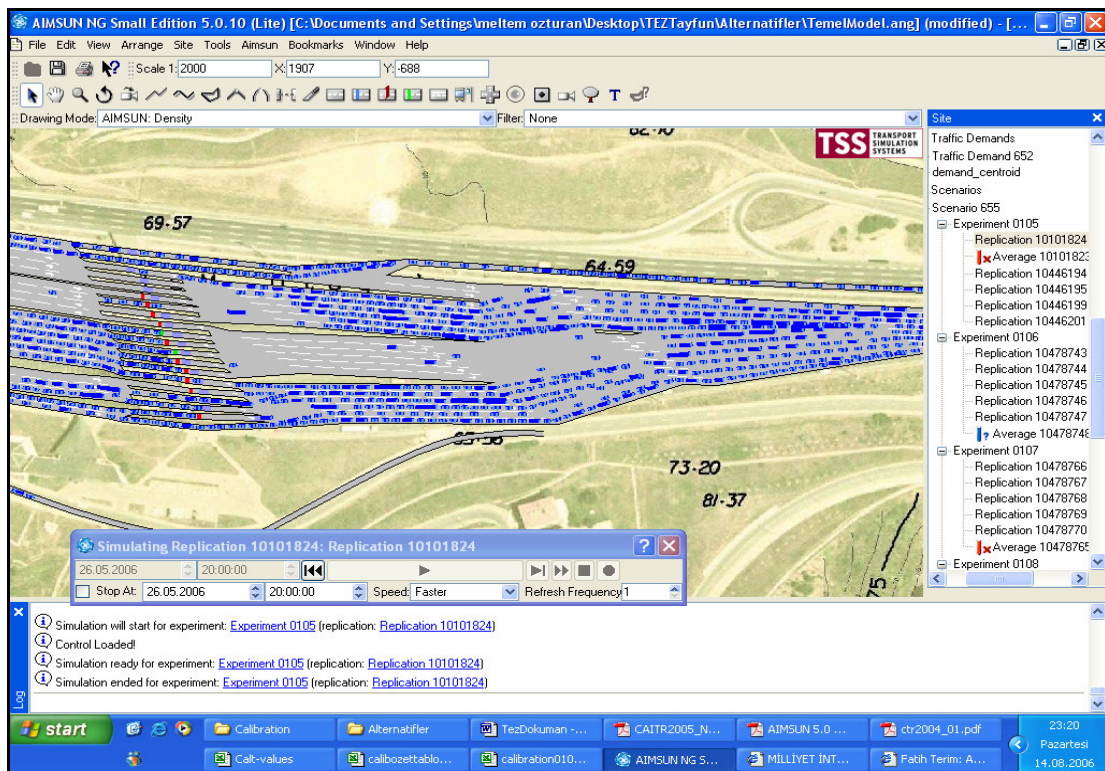 AIMSUN NG Small Edition 5.0.10 (Lite) [C:\Documents and Settings\meltem ozturan\Desktop\TEZTayfun\Alternatifler\TemelModel.ang] (modified) - [...
File Edit View Arrange Site Tools Aimsun Bookmarks Window Help
Scale 1: 2000 X: 1907 Y: -688
Drawing Mode: AIMSUN: Density Filter: None
Site
TSS TRANSPORT SIMULATION SYSTEMS
Traffic Demands
Traffic Demand 652
demand_centroid
Scenarios
Scenario 655
Experiment 0105
Replication 10101824
Average 10101823
Replication 10446194
Replication 10446195
Replication 10446199
Replication 10446201
Experiment 0106
Replication 10478743
Replication 10478744
Replication 10478745
Replication 10478746
Replication 10478747
Average 10478748
Experiment 0107
Replication 10478766
Replication 10478767
Replication 10478768
Replication 10478769
Replication 10478770
Average 10478765
Experiment 0108
69-57
64-59
73-20
81-37
75
Simulating Replication 10101824: Replication 10101824
26.05.2006 20:00:00
Stop At: 26.05.2006 20:00:00 Speed: Faster Refresh Frequency 1
Simulation will start for experiment: Experiment 0105 (replication: Replication 10101824)
Control Loaded!
Simulation ready for experiment: Experiment 0105 (replication: Replication 10101824)
Simulation ended for experiment: Experiment 0105 (replication: Replication 10101824)
Log
start Calibration Alternatifler TezDokuman -... CAITR2005_N... AIMSUN 5.0 ... ctr2004_01.pdf 23:20
Calt-values calibozettablo... calibration010... AIMSUN NG S... MİLLİYET İNT... Fatih Terim: A... Pazartesi
14.08.2006